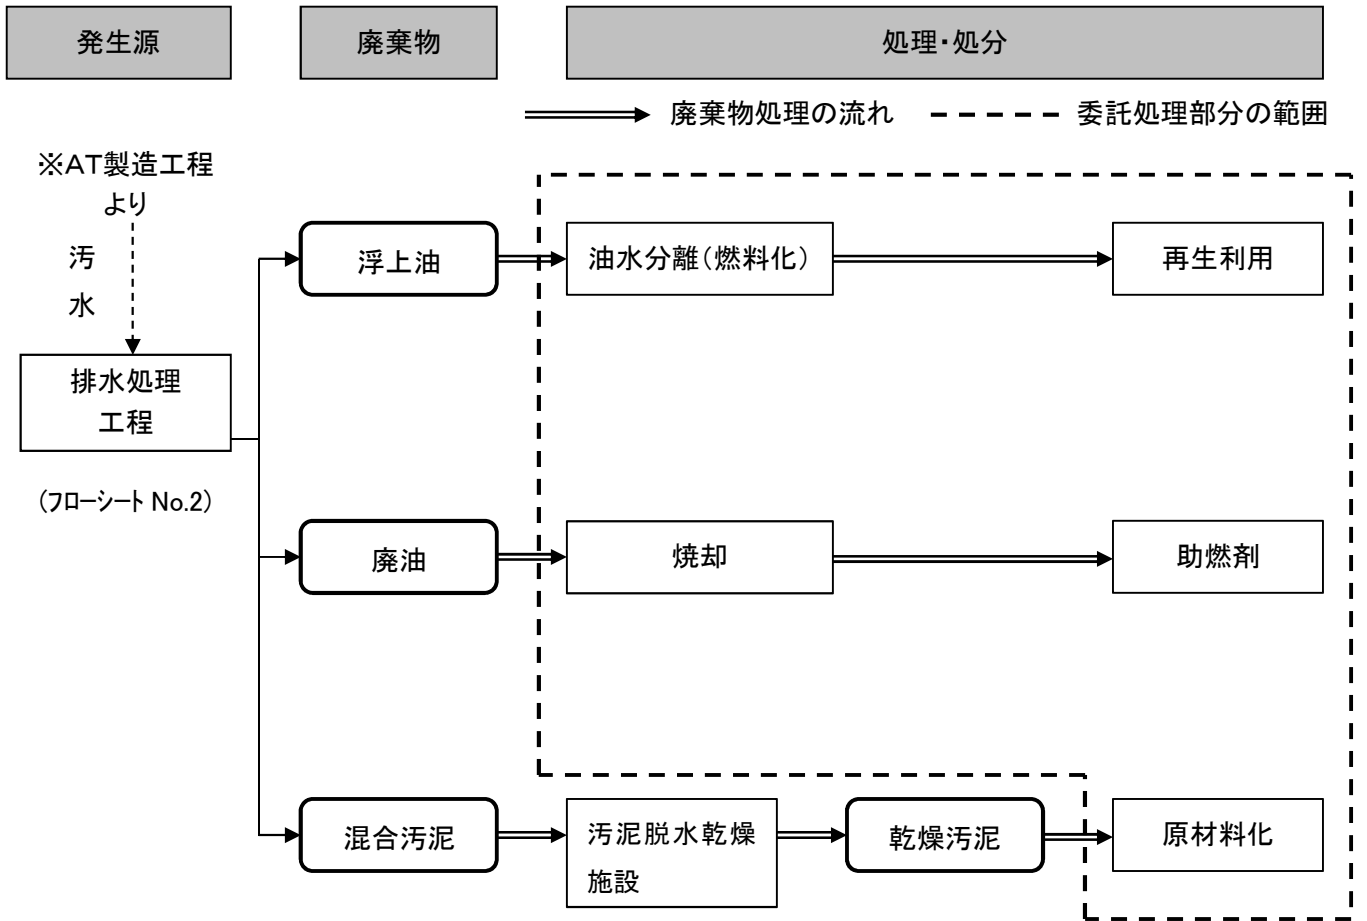 発生源
廃棄物
処理・処分
廃棄物処理の流れ
委託処理部分の範囲
※AT製造工程
より
汚
水
排水処理
工程
(フローシート No.2)
浮上油
油水分離(燃料化)
再生利用
廃油
焼却
助燃剤
混合汚泥
汚泥脱水乾燥
施設
乾燥汚泥
原材料化